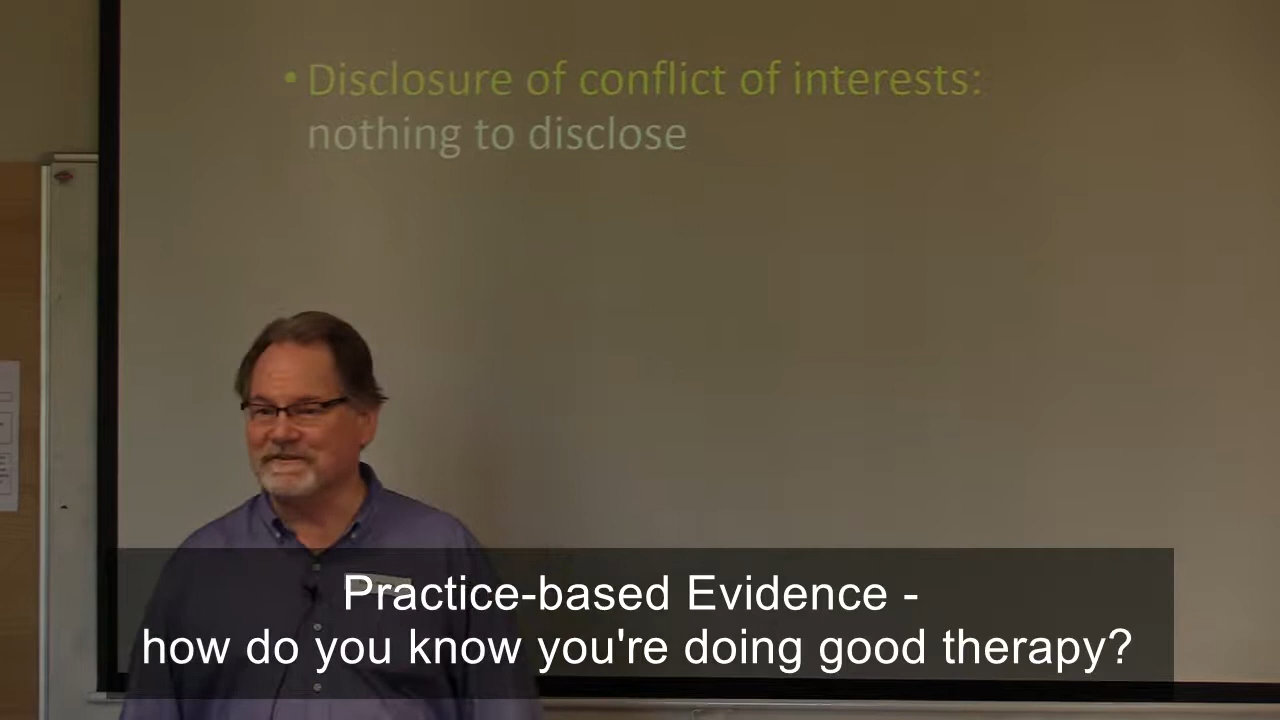 • Disclosure of conflict of interests:
nothing to disclose
Practice-based Evidence -
how do you know you're doing good therapy?